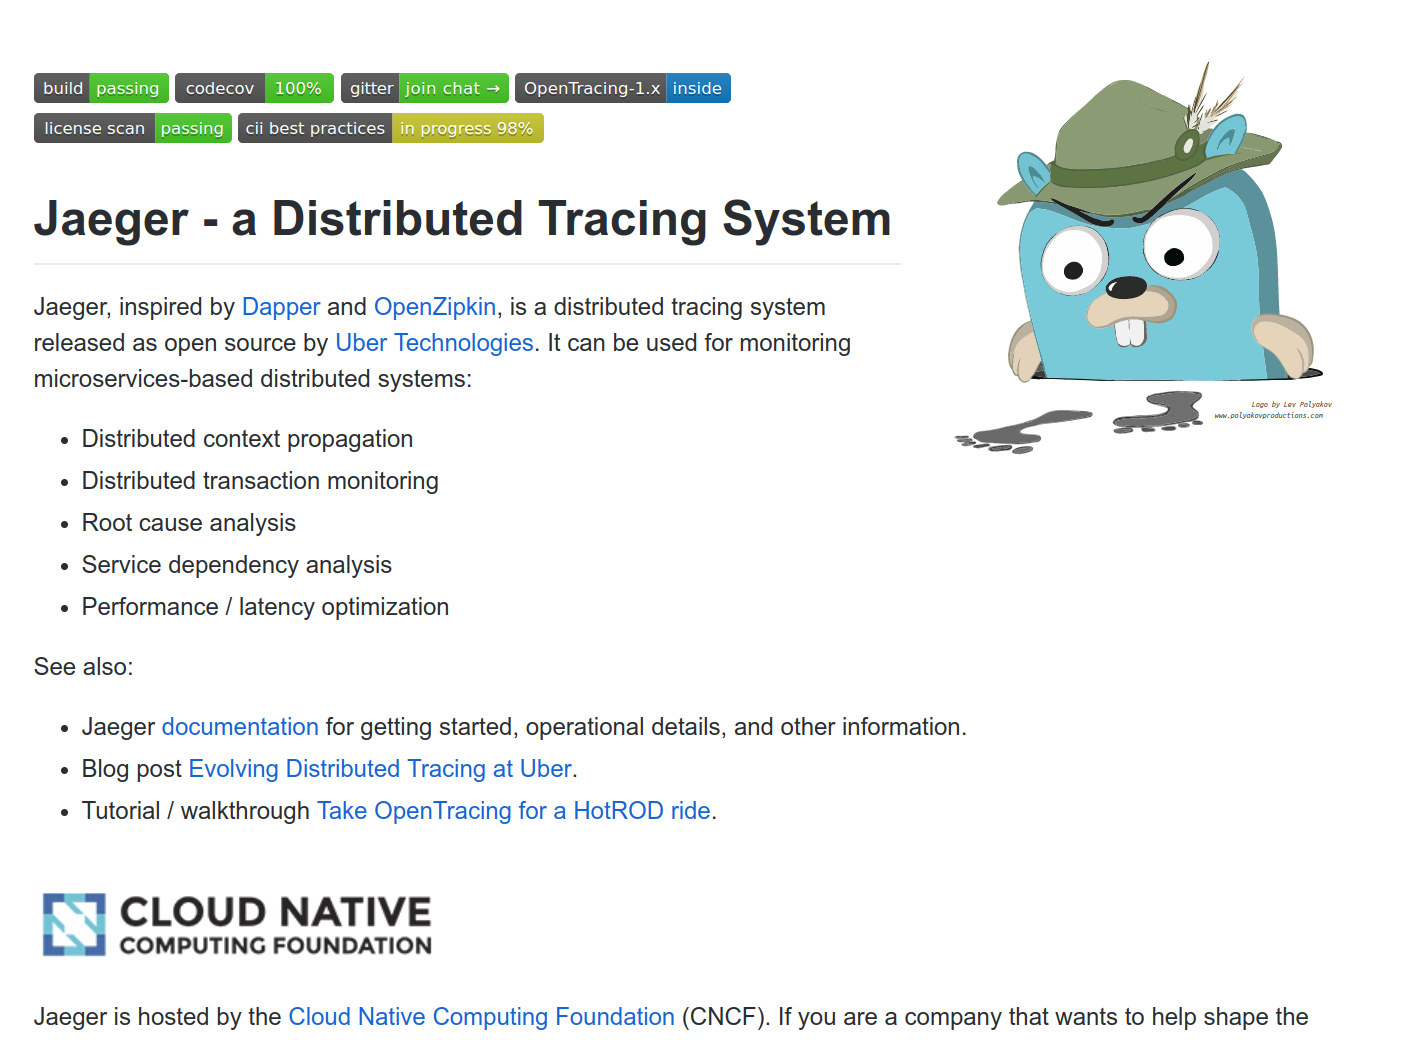 build passing codecov 100% gitter join chat → OpenTracing-1.x inside
license scan passing cii best practices in progress 98%
Jaeger - a Distributed Tracing System
Jaeger, inspired by Dapper and OpenZipkin, is a distributed tracing system
released as open source by Uber Technologies. It can be used for monitoring
microservices-based distributed systems:
• Distributed context propagation
• Distributed transaction monitoring
• Root cause analysis
• Service dependency analysis
• Performance / latency optimization
Logo by Lev Polyakov
www.polyakovproductions.com
See also:
• Jaeger documentation for getting started, operational details, and other information.
• Blog post Evolving Distributed Tracing at Uber.
• Tutorial / walkthrough Take OpenTracing for a HotROD ride.
CLOUD NATIVE
COMPUTING FOUNDATION
Jaeger is hosted by the Cloud Native Computing Foundation (CNCF). If you are a company that wants to help shape the